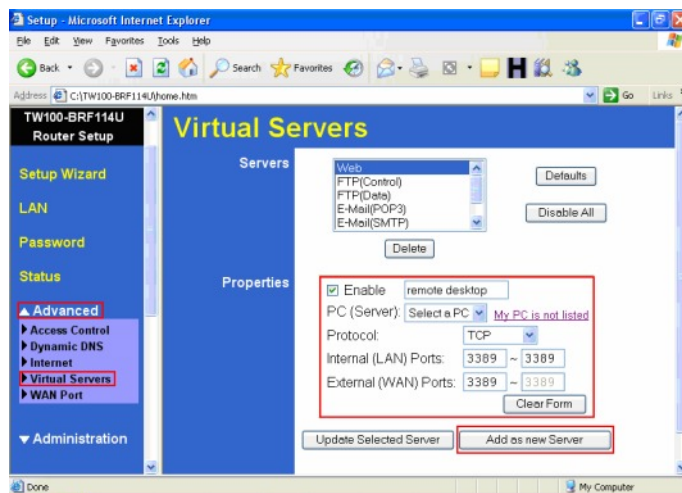 Setup - Microsoft Internet Explorer
File Edit View Favorites Tools Help
Back Search Favorites
Address C:\TW100-BRF114U\home.htm Go Links
TW100-BRF114U
Router Setup
Virtual Servers
Setup Wizard
LAN
Password
Status
Advanced
Access Control
Dynamic DNS
Internet
Virtual Servers
WAN Port
Administration
Servers
Web
FTP(Control)
FTP(Data)
E-Mail(POP3)
E-Mail(SMTP)
Defaults
Disable All
Delete
Properties
Enable remote desktop
PC (Server): Select a PC My PC is not listed
Protocol: TCP
Internal (LAN) Ports: 3389 ~ 3389
External (WAN) Ports: 3389 ~ 3389
Clear Form
Update Selected Server Add as new Server
Done My Computer